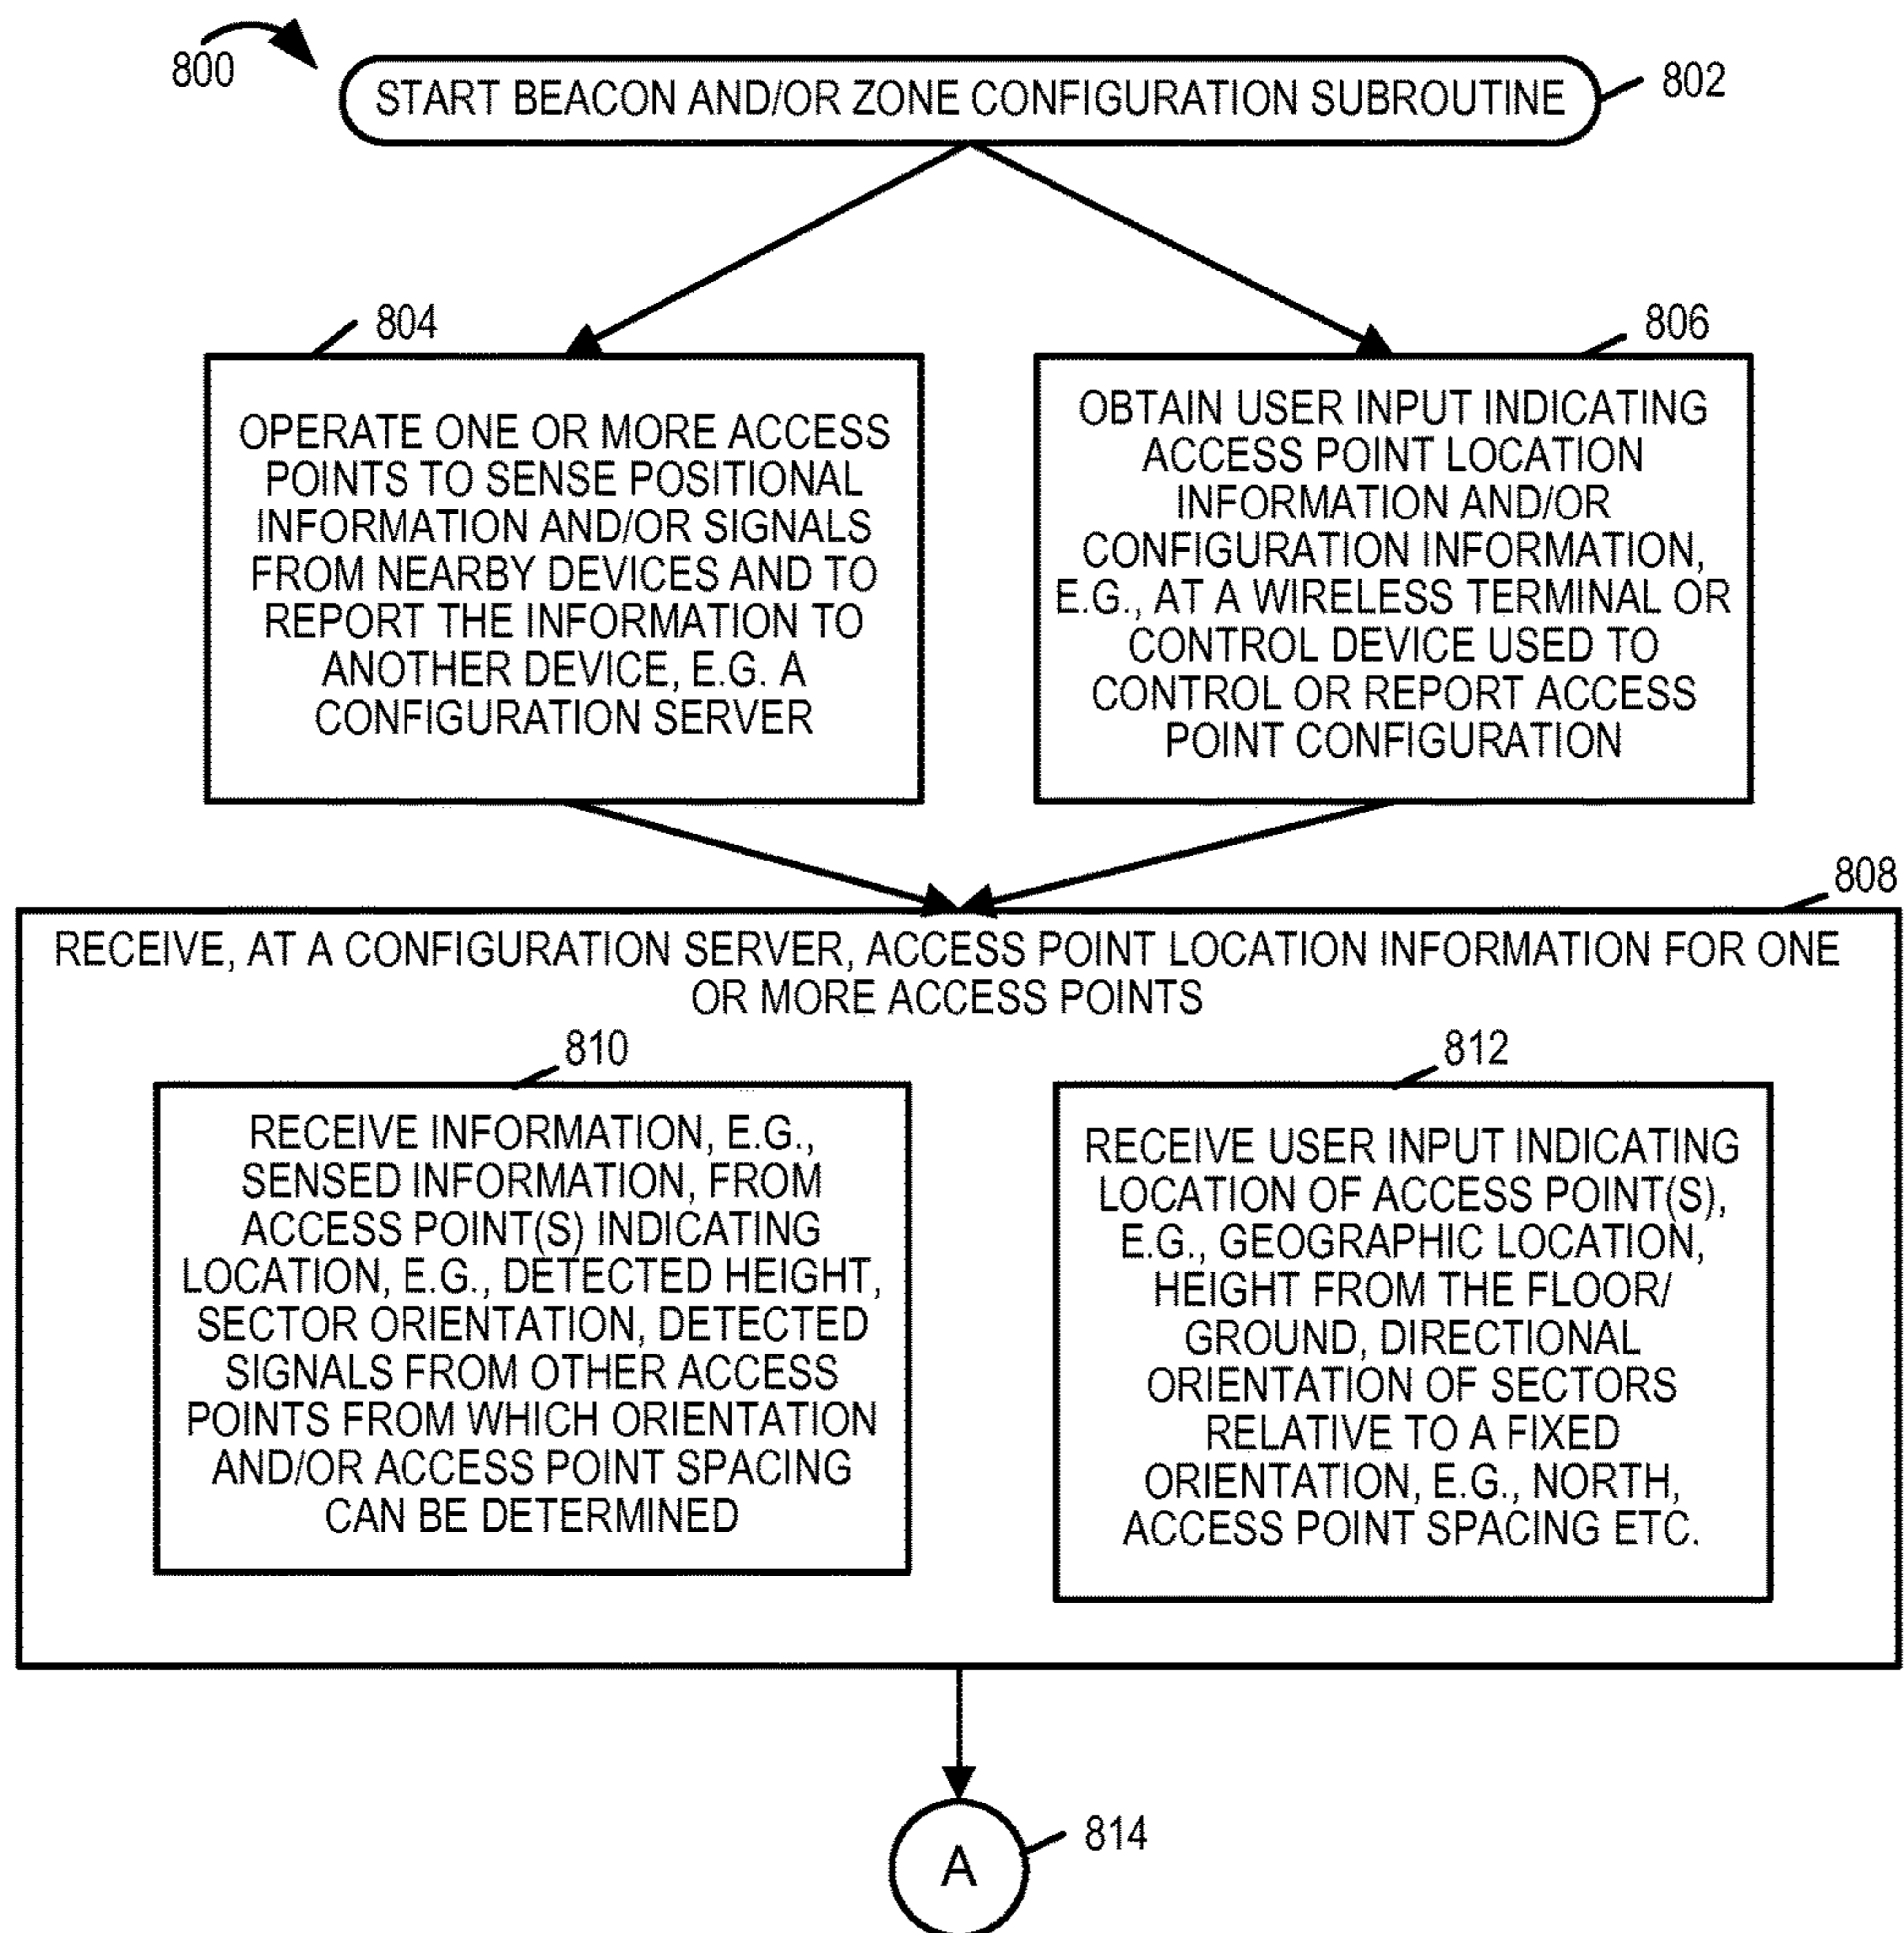 800
START BEACON AND/OR ZONE CONFIGURATION SUBROUTINE
802
804
OPERATE ONE OR MORE ACCESS
POINTS TO SENSE POSITIONAL
INFORMATION AND/OR SIGNALS
FROM NEARBY DEVICES AND TO
REPORT THE INFORMATION TO
ANOTHER DEVICE, E.G. A
CONFIGURATION SERVER
806
OBTAIN USER INPUT INDICATING
ACCESS POINT LOCATION
INFORMATION AND/OR
CONFIGURATION INFORMATION,
E.G., AT A WIRELESS TERMINAL OR
CONTROL DEVICE USED TO
CONTROL OR REPORT ACCESS
POINT CONFIGURATION
808
RECEIVE, AT A CONFIGURATION SERVER, ACCESS POINT LOCATION INFORMATION FOR ONE
OR MORE ACCESS POINTS
810
RECEIVE INFORMATION, E.G.,
SENSED INFORMATION, FROM
ACCESS POINT(S) INDICATING
LOCATION, E.G., DETECTED HEIGHT,
SECTOR ORIENTATION, DETECTED
SIGNALS FROM OTHER ACCESS
POINTS FROM WHICH ORIENTATION
AND/OR ACCESS POINT SPACING
CAN BE DETERMINED
812
RECEIVE USER INPUT INDICATING
LOCATION OF ACCESS POINT(S),
E.G., GEOGRAPHIC LOCATION,
HEIGHT FROM THE FLOOR/
GROUND, DIRECTIONAL
ORIENTATION OF SECTORS
RELATIVE TO A FIXED
ORIENTATION, E.G., NORTH,
ACCESS POINT SPACING ETC.
A
814